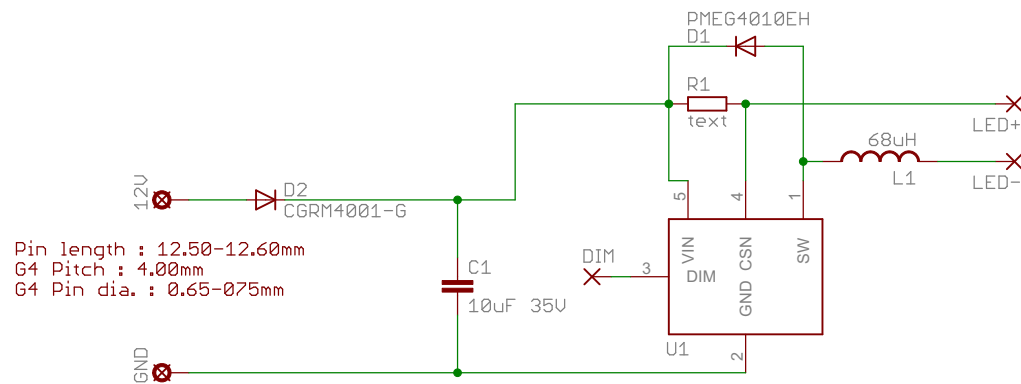 PMEG4010EH
D1
R1
text
LED+
68uH
L1
LED-
12V
D2
CGRM4001-G
5
4
1
Pin length : 12.50-12.60mm
G4 Pitch : 4.00mm
G4 Pin dia. : 0.65-075mm
VIN
CSN
SW
DIM
3
DIM
GND
C1
10uF 35V
U1
2
GND